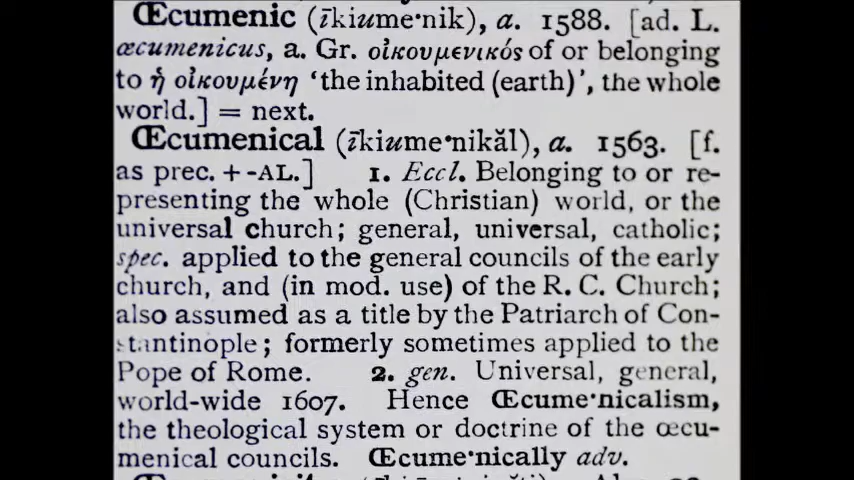 Œcumenic (īkiume·nik), a. 1588. [ad. L.
œcumenicus, a. Gr. οἰκουμενικός of or belonging
to ἡ οἰκουμένη ‘the inhabited (earth)’, the whole
world.] = next.
Œcumenical (īkiume·nikăl), a. 1563. [f.
as prec. + -AL.] 1. Eccl. Belonging to or re-
presenting the whole (Christian) world, or the
universal church; general, universal, catholic;
spec. applied to the general councils of the early
church, and (in mod. use) of the R. C. Church;
also assumed as a title by the Patriarch of Con-
stantinople; formerly sometimes applied to the
Pope of Rome. 2. gen. Universal, general,
world-wide 1607. Hence Œcume·nicalism,
the theological system or doctrine of the œcu-
menical councils. Œcume·nically adv.